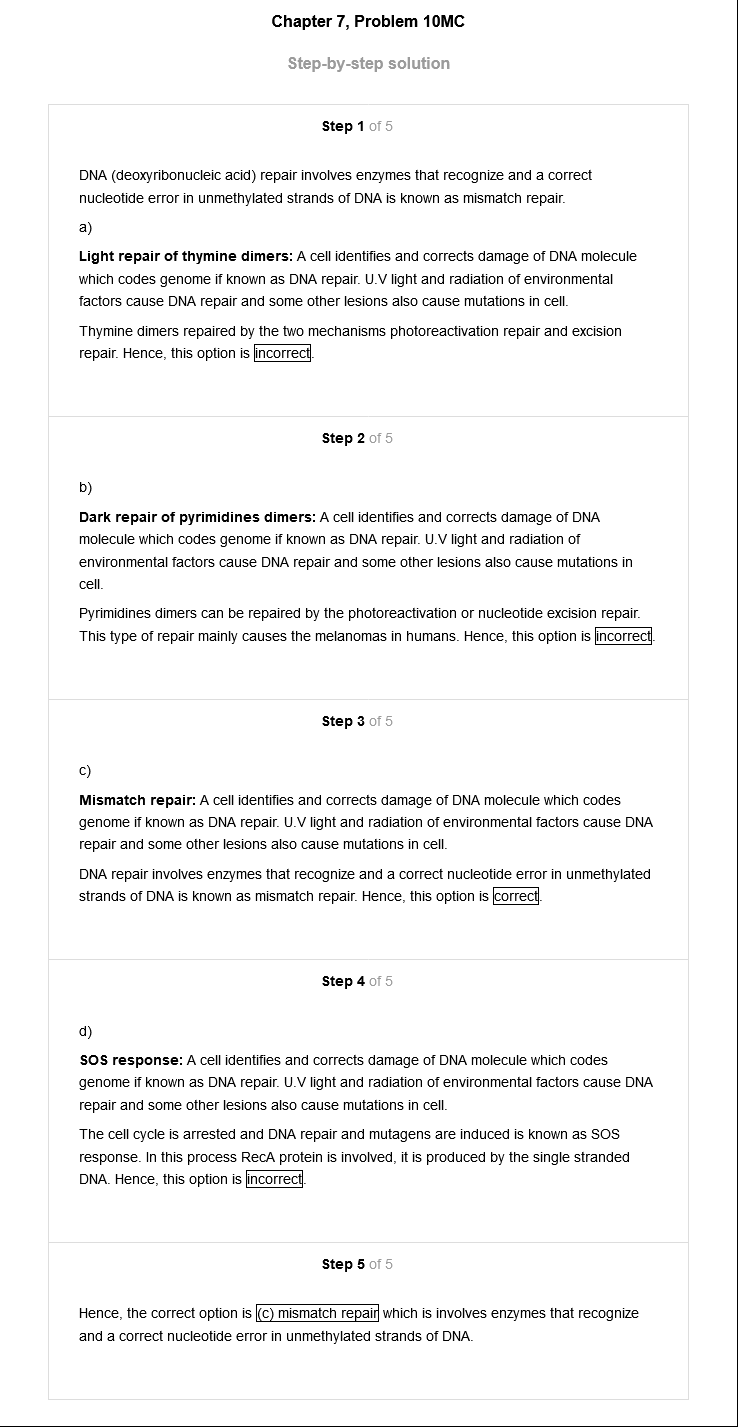 Chapter 7, Problem 10MC
Step-by-step solution
Step 1 of 5
DNA (deoxyribonucleic acid) repair involves enzymes that recognize and a correct
nucleotide error in unmethylated strands of DNA is known as mismatch repair.
a)
Light repair of thymine dimers: A cell identifies and corrects damage of DNA molecule
which codes genome if known as DNA repair. U.V light and radiation of environmental
factors cause DNA repair and some other lesions also cause mutations in cell.
Thymine dimers repaired by the two mechanisms photoreactivation repair and excision
repair. Hence, this option is incorrect.
Step 2 of 5
b)
Dark repair of pyrimidines dimers: A cell identifies and corrects damage of DNA
molecule which codes genome if known as DNA repair. U.V light and radiation of
environmental factors cause DNA repair and some other lesions also cause mutations in
cell.
Pyrimidines dimers can be repaired by the photoreactivation or nucleotide excision repair.
This type of repair mainly causes the melanomas in humans. Hence, this option is incorrect.
Step 3 of 5
c)
Mismatch repair: A cell identifies and corrects damage of DNA molecule which codes
genome if known as DNA repair. U.V light and radiation of environmental factors cause DNA
repair and some other lesions also cause mutations in cell.
DNA repair involves enzymes that recognize and a correct nucleotide error in unmethylated
strands of DNA is known as mismatch repair. Hence, this option is correct.
Step 4 of 5
d)
SOS response: A cell identifies and corrects damage of DNA molecule which codes
genome if known as DNA repair. U.V light and radiation of environmental factors cause DNA
repair and some other lesions also cause mutations in cell.
The cell cycle is arrested and DNA repair and mutagens are induced is known as SOS
response. In this process RecA protein is involved, it is produced by the single stranded
DNA. Hence, this option is incorrect.
Step 5 of 5
Hence, the correct option is (c) mismatch repair which is involves enzymes that recognize
and a correct nucleotide error in unmethylated strands of DNA.